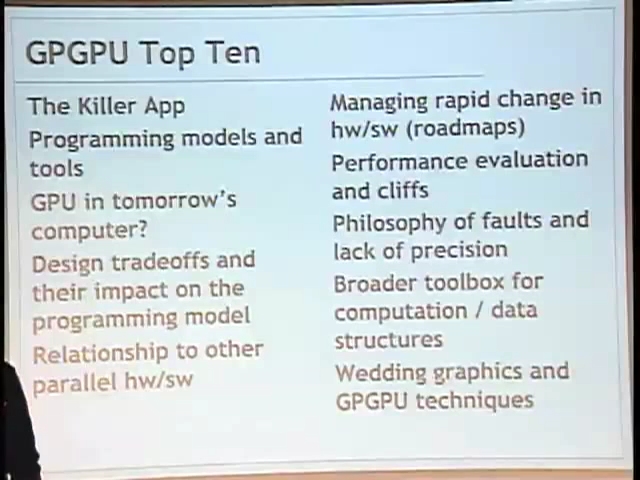 GPGPU Top Ten
The Killer App
Programming models and
tools
GPU in tomorrow's
computer?
Design tradeoffs and
their impact on the
programming model
Relationship to other
parallel hw/sw
Managing rapid change in
hw/sw (roadmaps)
Performance evaluation
and cliffs
Philosophy of faults and
lack of precision
Broader toolbox for
computation / data
structures
Wedding graphics and
GPGPU techniques